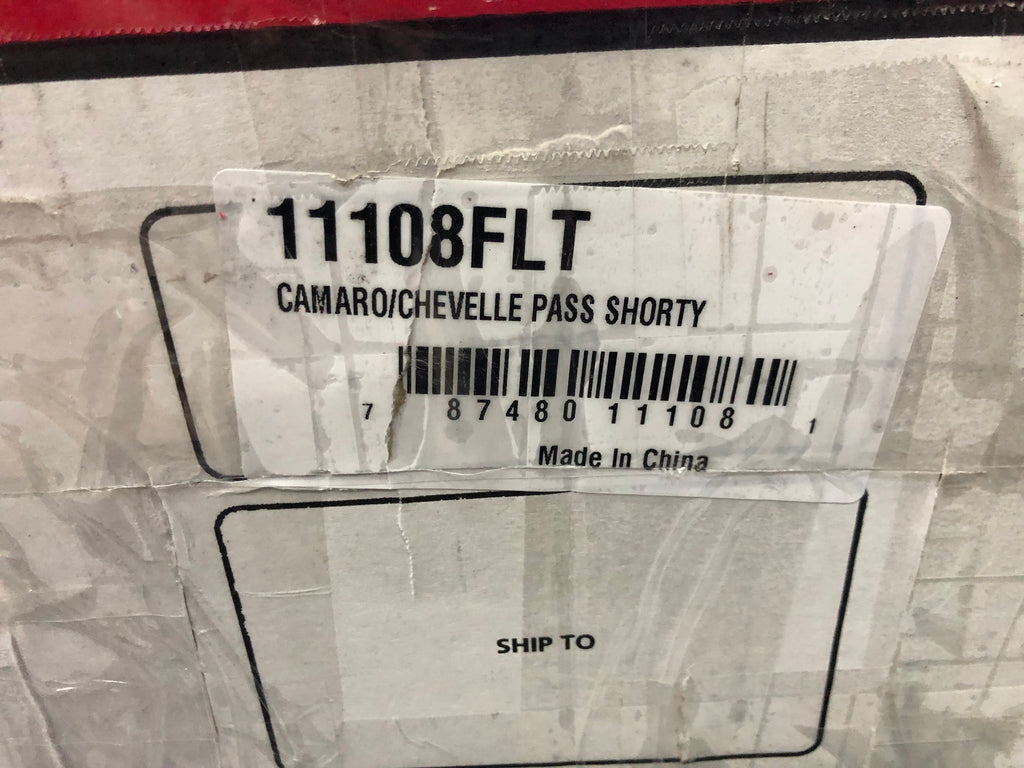 11108FLT
CAMARO/CHEVELLE PASS SHORTY
7 87480 11108 1
Made In China
SHIP TO